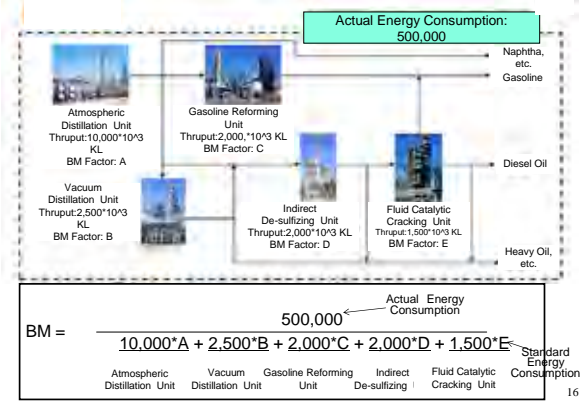 Actual Energy Consumption:
500,000
Naphtha,
etc.
Gasoline
Atmospheric
Distillation Unit
Thruput:10,000*10^3
KL
BM Factor: A
Gasoline Reforming
Unit
Thruput:2,000,*10^3 KL
BM Factor: C
Vacuum
Distillation Unit
Thruput:2,500*10^3
KL
BM Factor: B
Indirect
De-sulfizing Unit
Thruput:2,000*10^3 KL
BM Factor: D
Fluid Catalytic
Cracking Unit
Thruput:1,500*10^3 KL
BM Factor: E
Diesel Oil
Heavy Oil,
etc.
BM =
500,000
Actual Energy
Consumption
10,000*A + 2,500*B + 2,000*C + 2,000*D + 1,500*E
Standard
Energy
Consumption
Atmospheric
Distillation Unit
Vacuum
Distillation Unit
Gasoline Reforming
Unit
Indirect
De-sulfizing
Fluid Catalytic
Cracking Unit
16